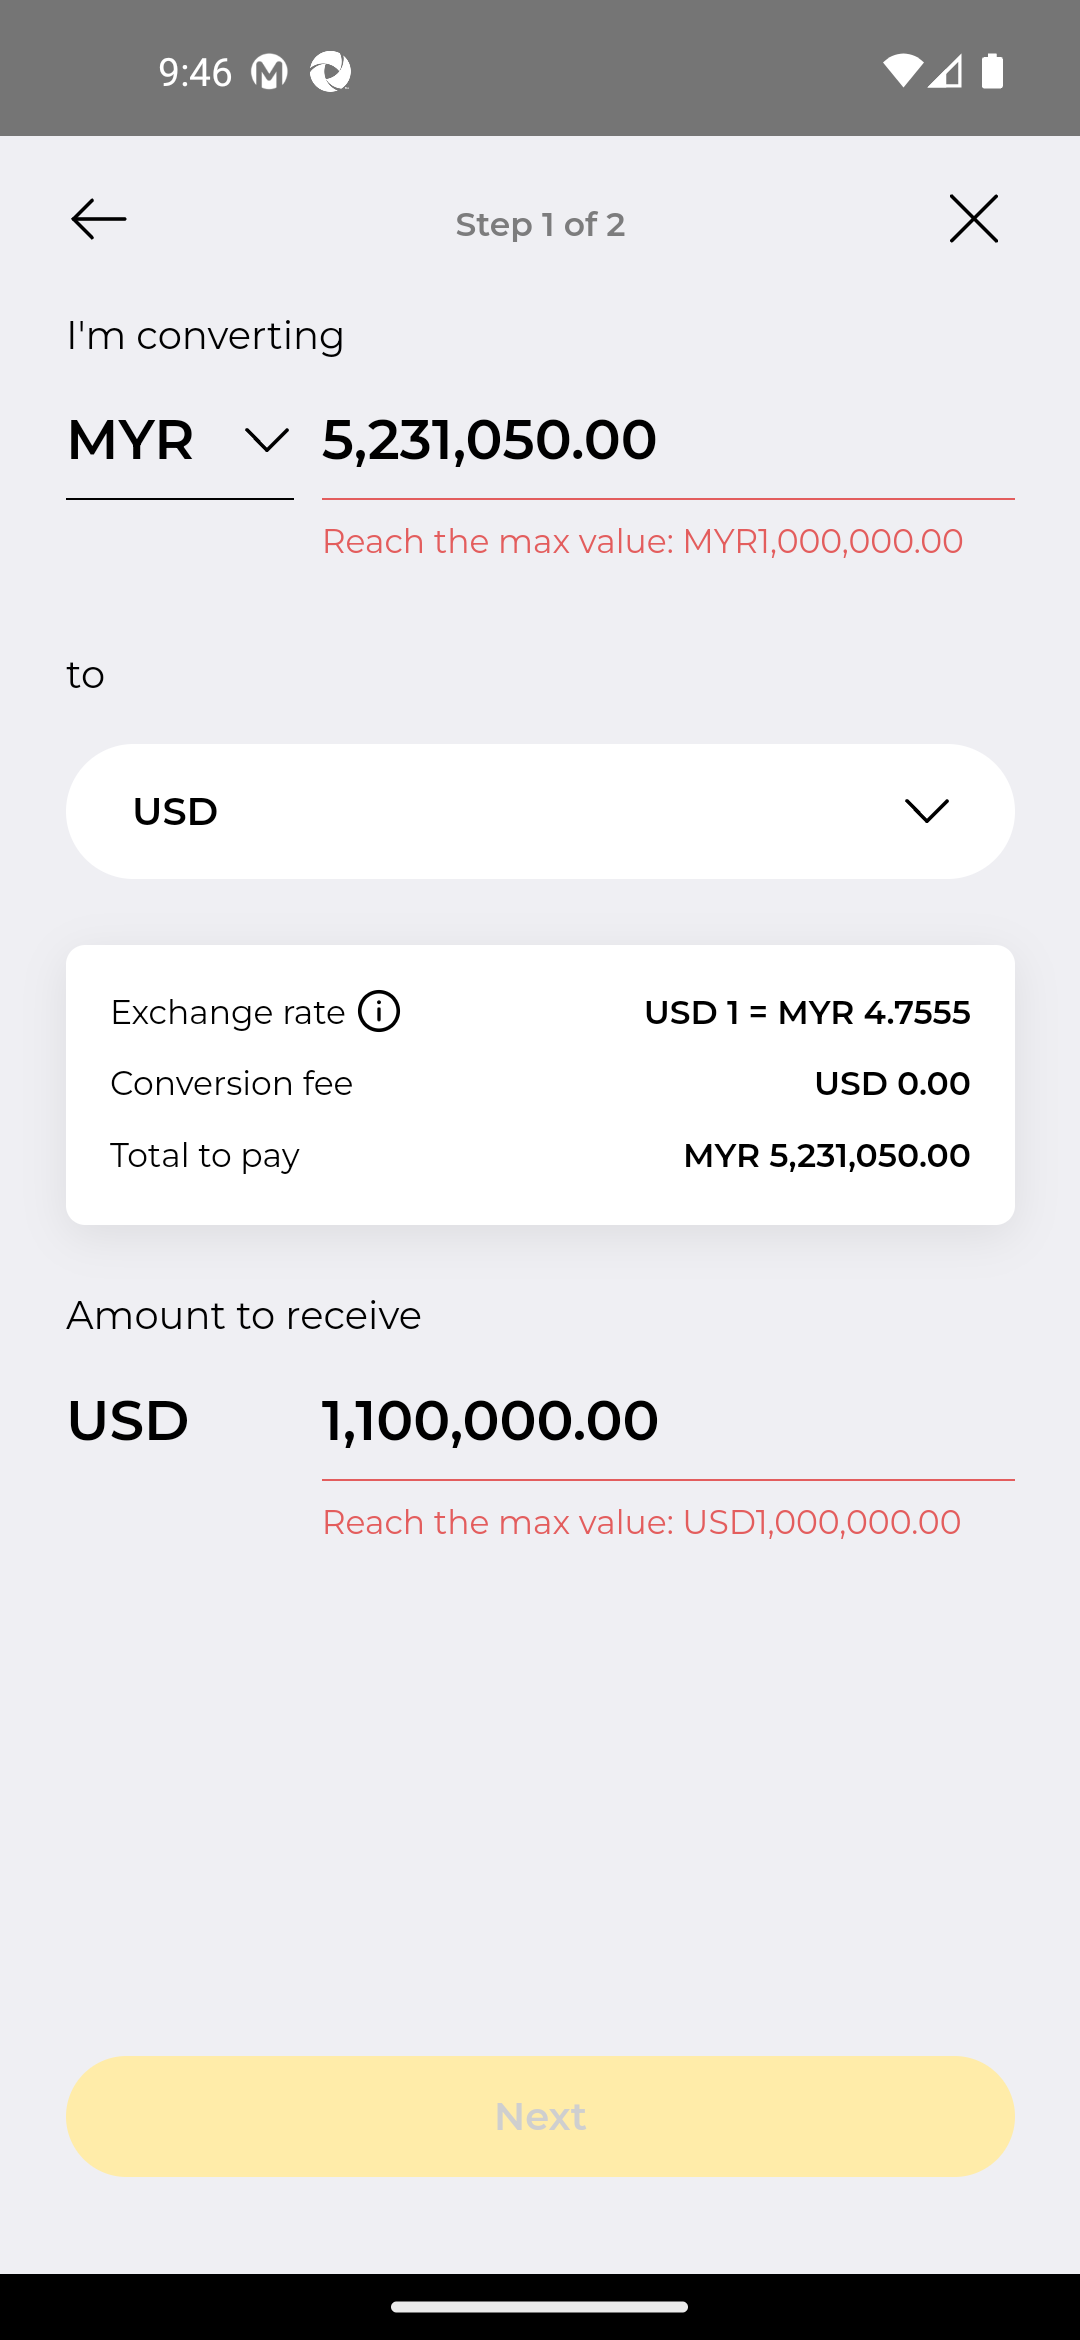 9:46
Step 1 of 2
I'm converting
MYR 5,231,050.00
Reach the max value: MYR1,000,000.00
to
USD
Exchange rate USD 1 = MYR 4.7555
Conversion fee USD 0.00
Total to pay MYR 5,231,050.00
Amount to receive
USD 1,100,000.00
Reach the max value: USD1,000,000.00
Next